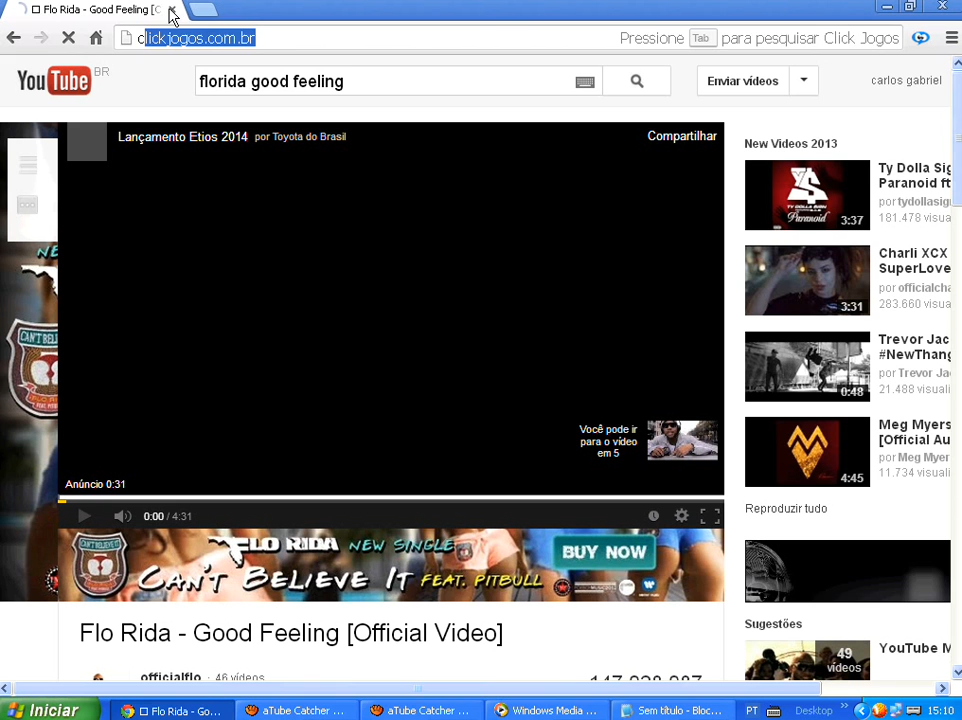 Flo Rida - Good Feeling [
clickjogos.com.br
Pressione Tab para pesquisar Click Jogos
YouTube BR
florida good feeling
Enviar vídeos
carlos gabriel
Lançamento Etios 2014 por Toyota do Brasil
Compartilhar
Você pode ir
para o vídeo
em 5
Anúncio 0:31
0:00 / 4:31
FLO RIDA NEW SINGLE
CAN'T BELIEVE IT FEAT. PITBULL
BUY NOW
Flo Rida - Good Feeling [Official Video]
officialflo · 46 vídeos
New Videos 2013
Paranoid
3:37
Ty Dolla Sig
Paranoid ft
por tydollasig
181.478 visua
3:31
Charli XCX
SuperLove
por officialcha
283.660 visua
0:48
Trevor Jac
#NewThang
por Trevor Ja
21.488 visuali
4:45
Meg Myers
[Official Au
por Meg Myer
11.734 visuali
Reproduzir tudo
Sugestões
49
vídeos
YouTube M
Iniciar
Flo Rida - Go...
aTube Catcher ...
aTube Catcher ...
Windows Media ...
Sem título - Bloc...
PT
Desktop
15:10